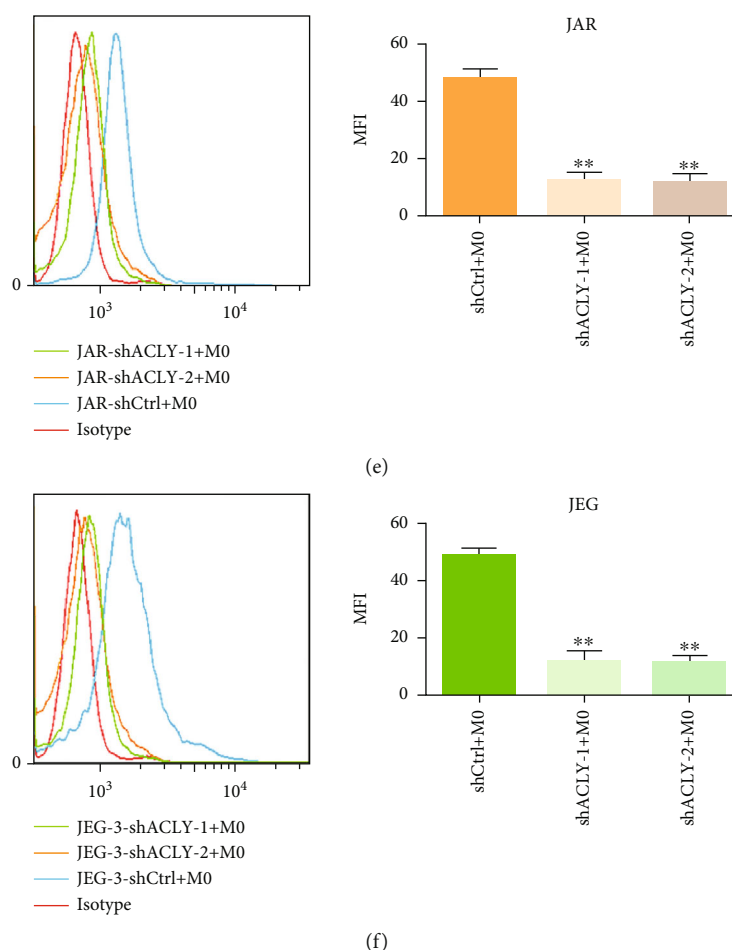 0
10³
10⁴
JAR-shACLY-1+M0
JAR-shACLY-2+M0
JAR-shCtrl+M0
Isotype
JAR
MFI
60
40
20
0
**
**
shCtrl+M0
shACLY-1+M0
shACLY-2+M0
(e)
0
10³
10⁴
JEG-3-shACLY-1+M0
JEG-3-shACLY-2+M0
JEG-3-shCtrl+M0
Isotype
JEG
MFI
60
40
20
0
**
**
shCtrl+M0
shACLY-1+M0
shACLY-2+M0
(f)